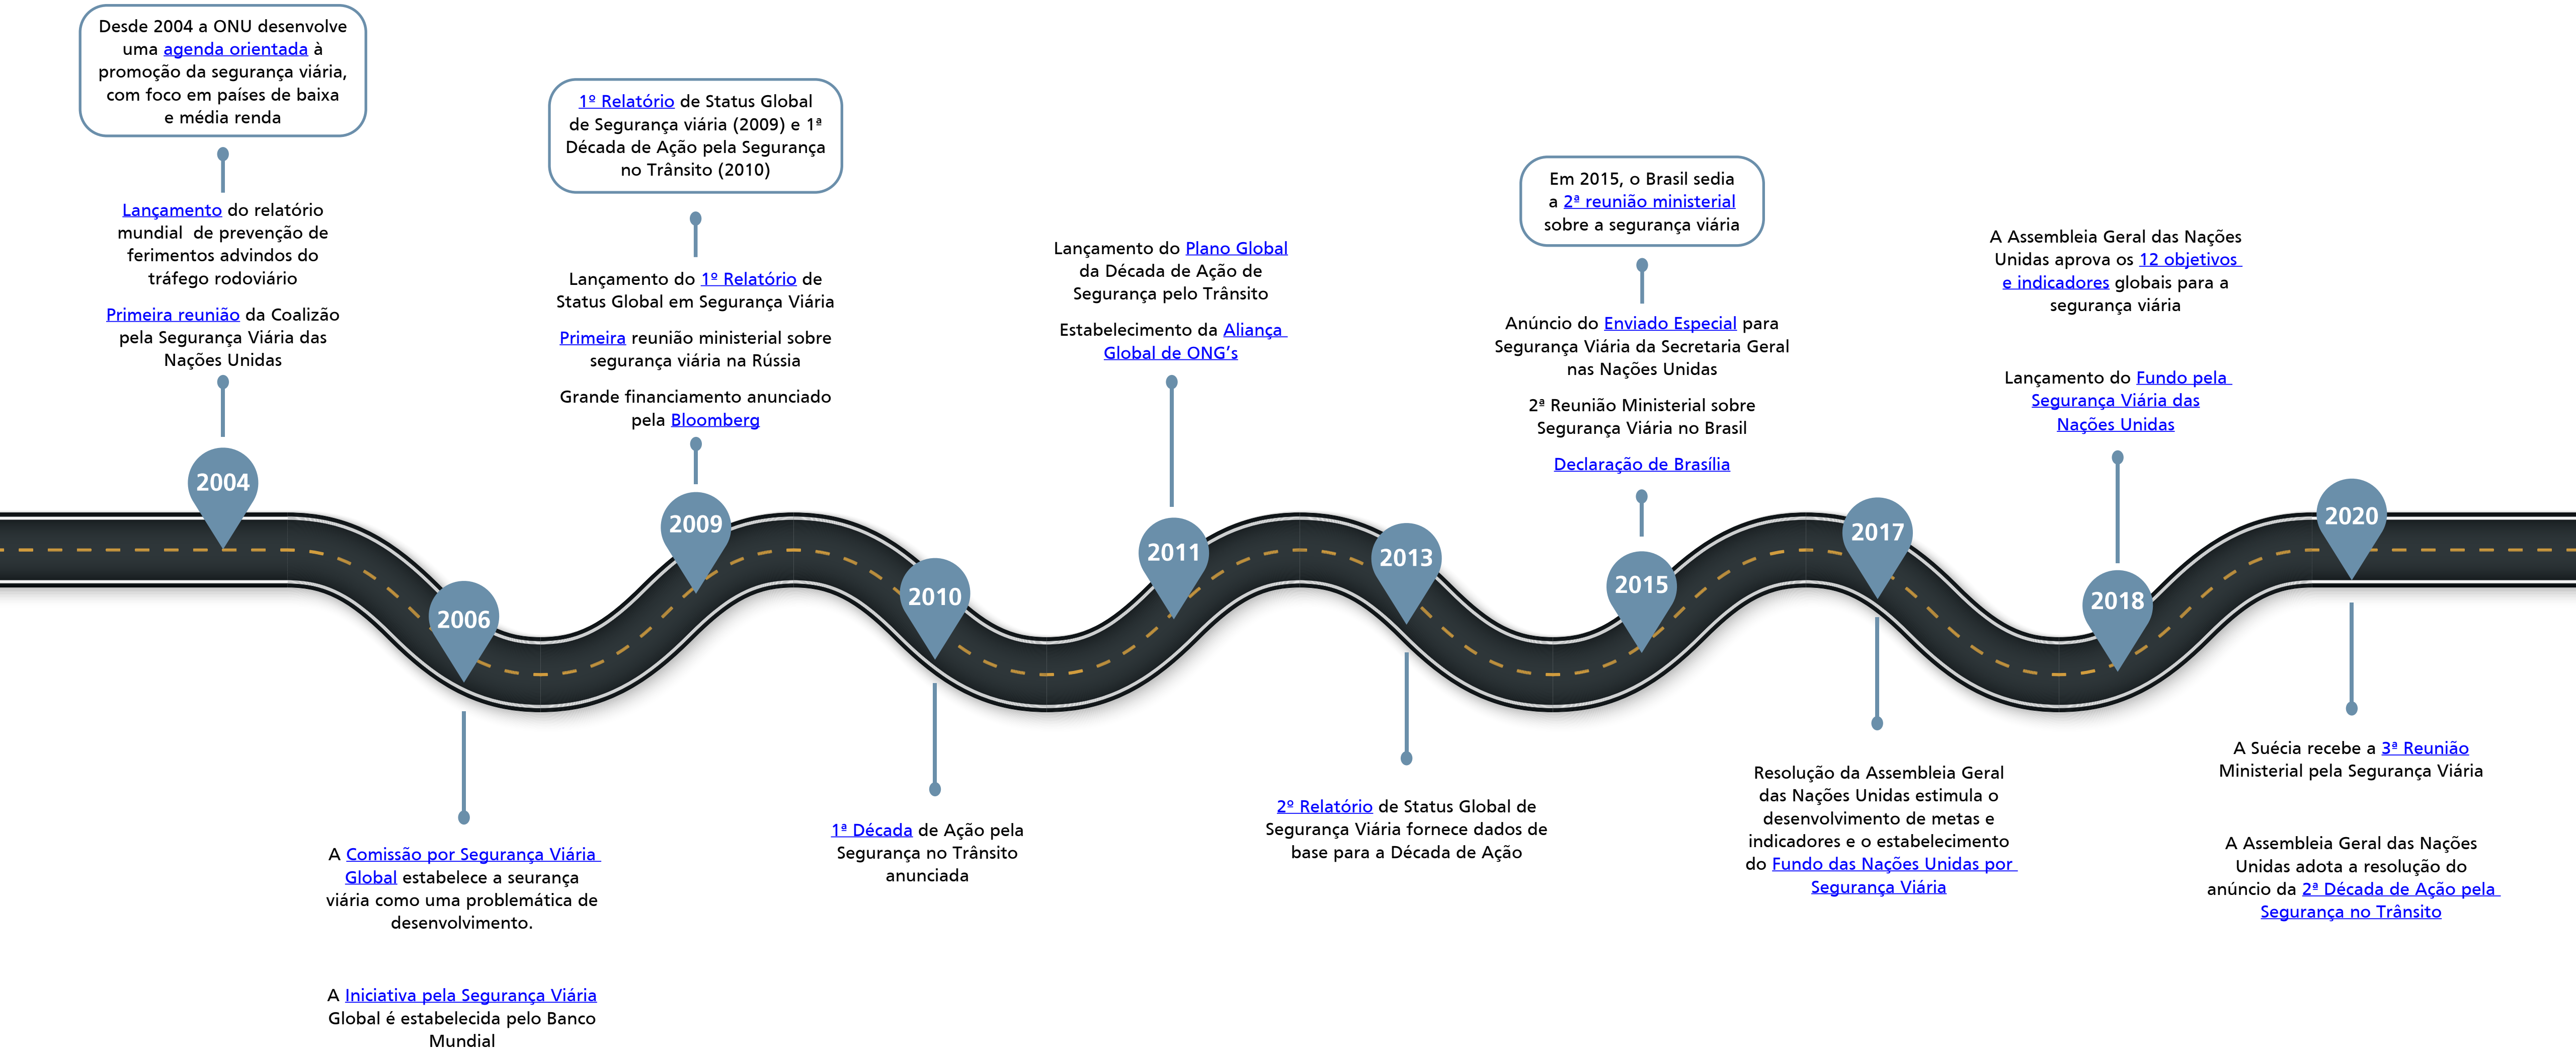 Desde 2004 a ONU desenvolve
uma agenda orientada à
promoção da segurança viária,
com foco em países de baixa
e média renda
Lançamento do relatório
mundial de prevenção de
ferimentos advindos do
tráfego rodoviário
Primeira reunião da Coalizão
pela Segurança Viária das
Nações Unidas
2004
2006
A Comissão por Segurança Viária
Global estabelece a seurança
viária como uma problemática de
desenvolvimento.
A Iniciativa pela Segurança Viária
Global é estabelecida pelo Banco
Mundial
1º Relatório de Status Global
de Segurança viária (2009) e 1ª
Década de Ação pela Segurança
no Trânsito (2010)
Lançamento do 1º Relatório de
Status Global em Segurança Viária
Primeira reunião ministerial sobre
segurança viária na Rússia
Grande financiamento anunciado
pela Bloomberg
2009
2010
1ª Década de Ação pela
Segurança no Trânsito
anunciada
Lançamento do Plano Global
da Década de Ação de
Segurança pelo Trânsito
Estabelecimento da Aliança
Global de ONG’s
2011
2013
2º Relatório de Status Global de
Segurança Viária fornece dados de
base para a Década de Ação
Em 2015, o Brasil sedia
a 2ª reunião ministerial
sobre a segurança viária
Anúncio do Enviado Especial para
Segurança Viária da Secretaria Geral
nas Nações Unidas
2ª Reunião Ministerial sobre
Segurança Viária no Brasil
Declaração de Brasília
2015
2017
Resolução da Assembleia Geral
das Nações Unidas estimula o
desenvolvimento de metas e
indicadores e o estabelecimento
do Fundo das Nações Unidas por
Segurança Viária
A Assembleia Geral das Nações
Unidas aprova os 12 objetivos
e indicadores globais para a
segurança viária
Lançamento do Fundo pela
Segurança Viária das
Nações Unidas
2018
2020
A Suécia recebe a 3ª Reunião
Ministerial pela Segurança Viária
A Assembleia Geral das Nações
Unidas adota a resolução do
anúncio da 2ª Década de Ação pela
Segurança no Trânsito